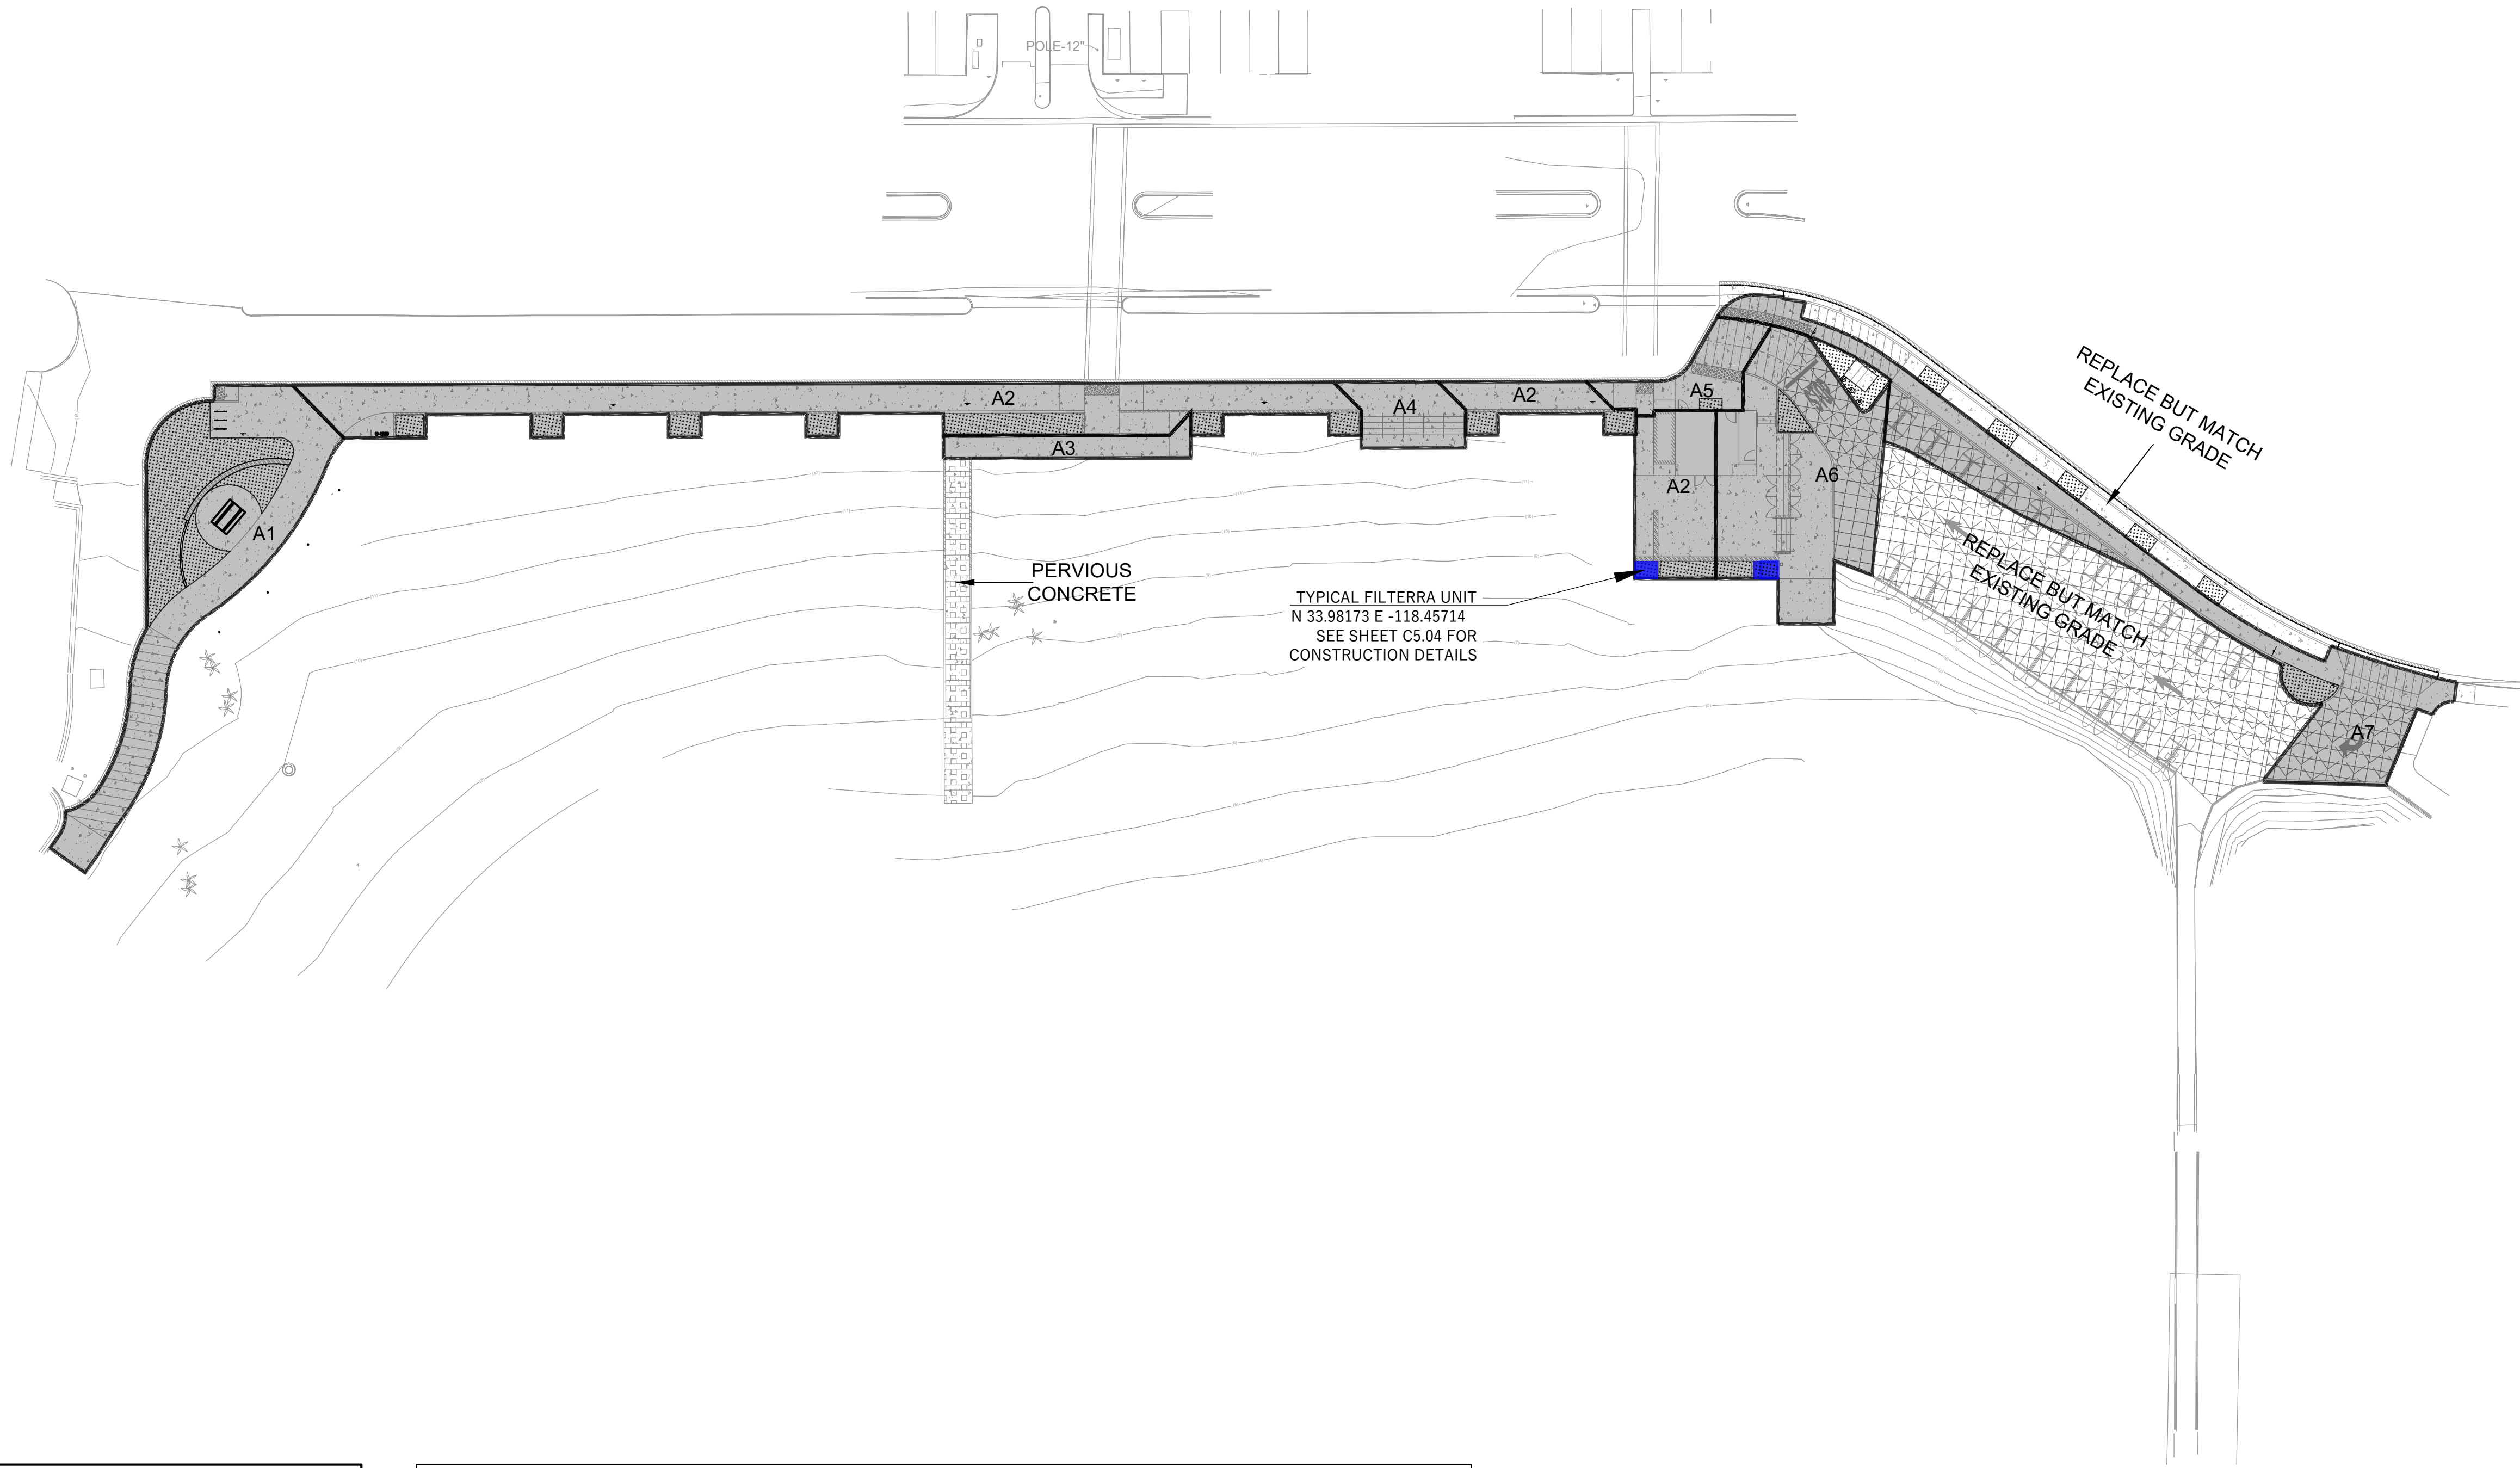 POLE-12"
REPLACE BUT MATCH
EXISTING GRADE
A2
A4
A2
A5
A3
A6
A2
A1
PERVIOUS
CONCRETE
REPLACE BUT MATCH
EXISTING GRADE
TYPICAL FILTERRA UNIT
N 33.98173 E -118.45714
SEE SHEET C5.04 FOR
CONSTRUCTION DETAILS
A7